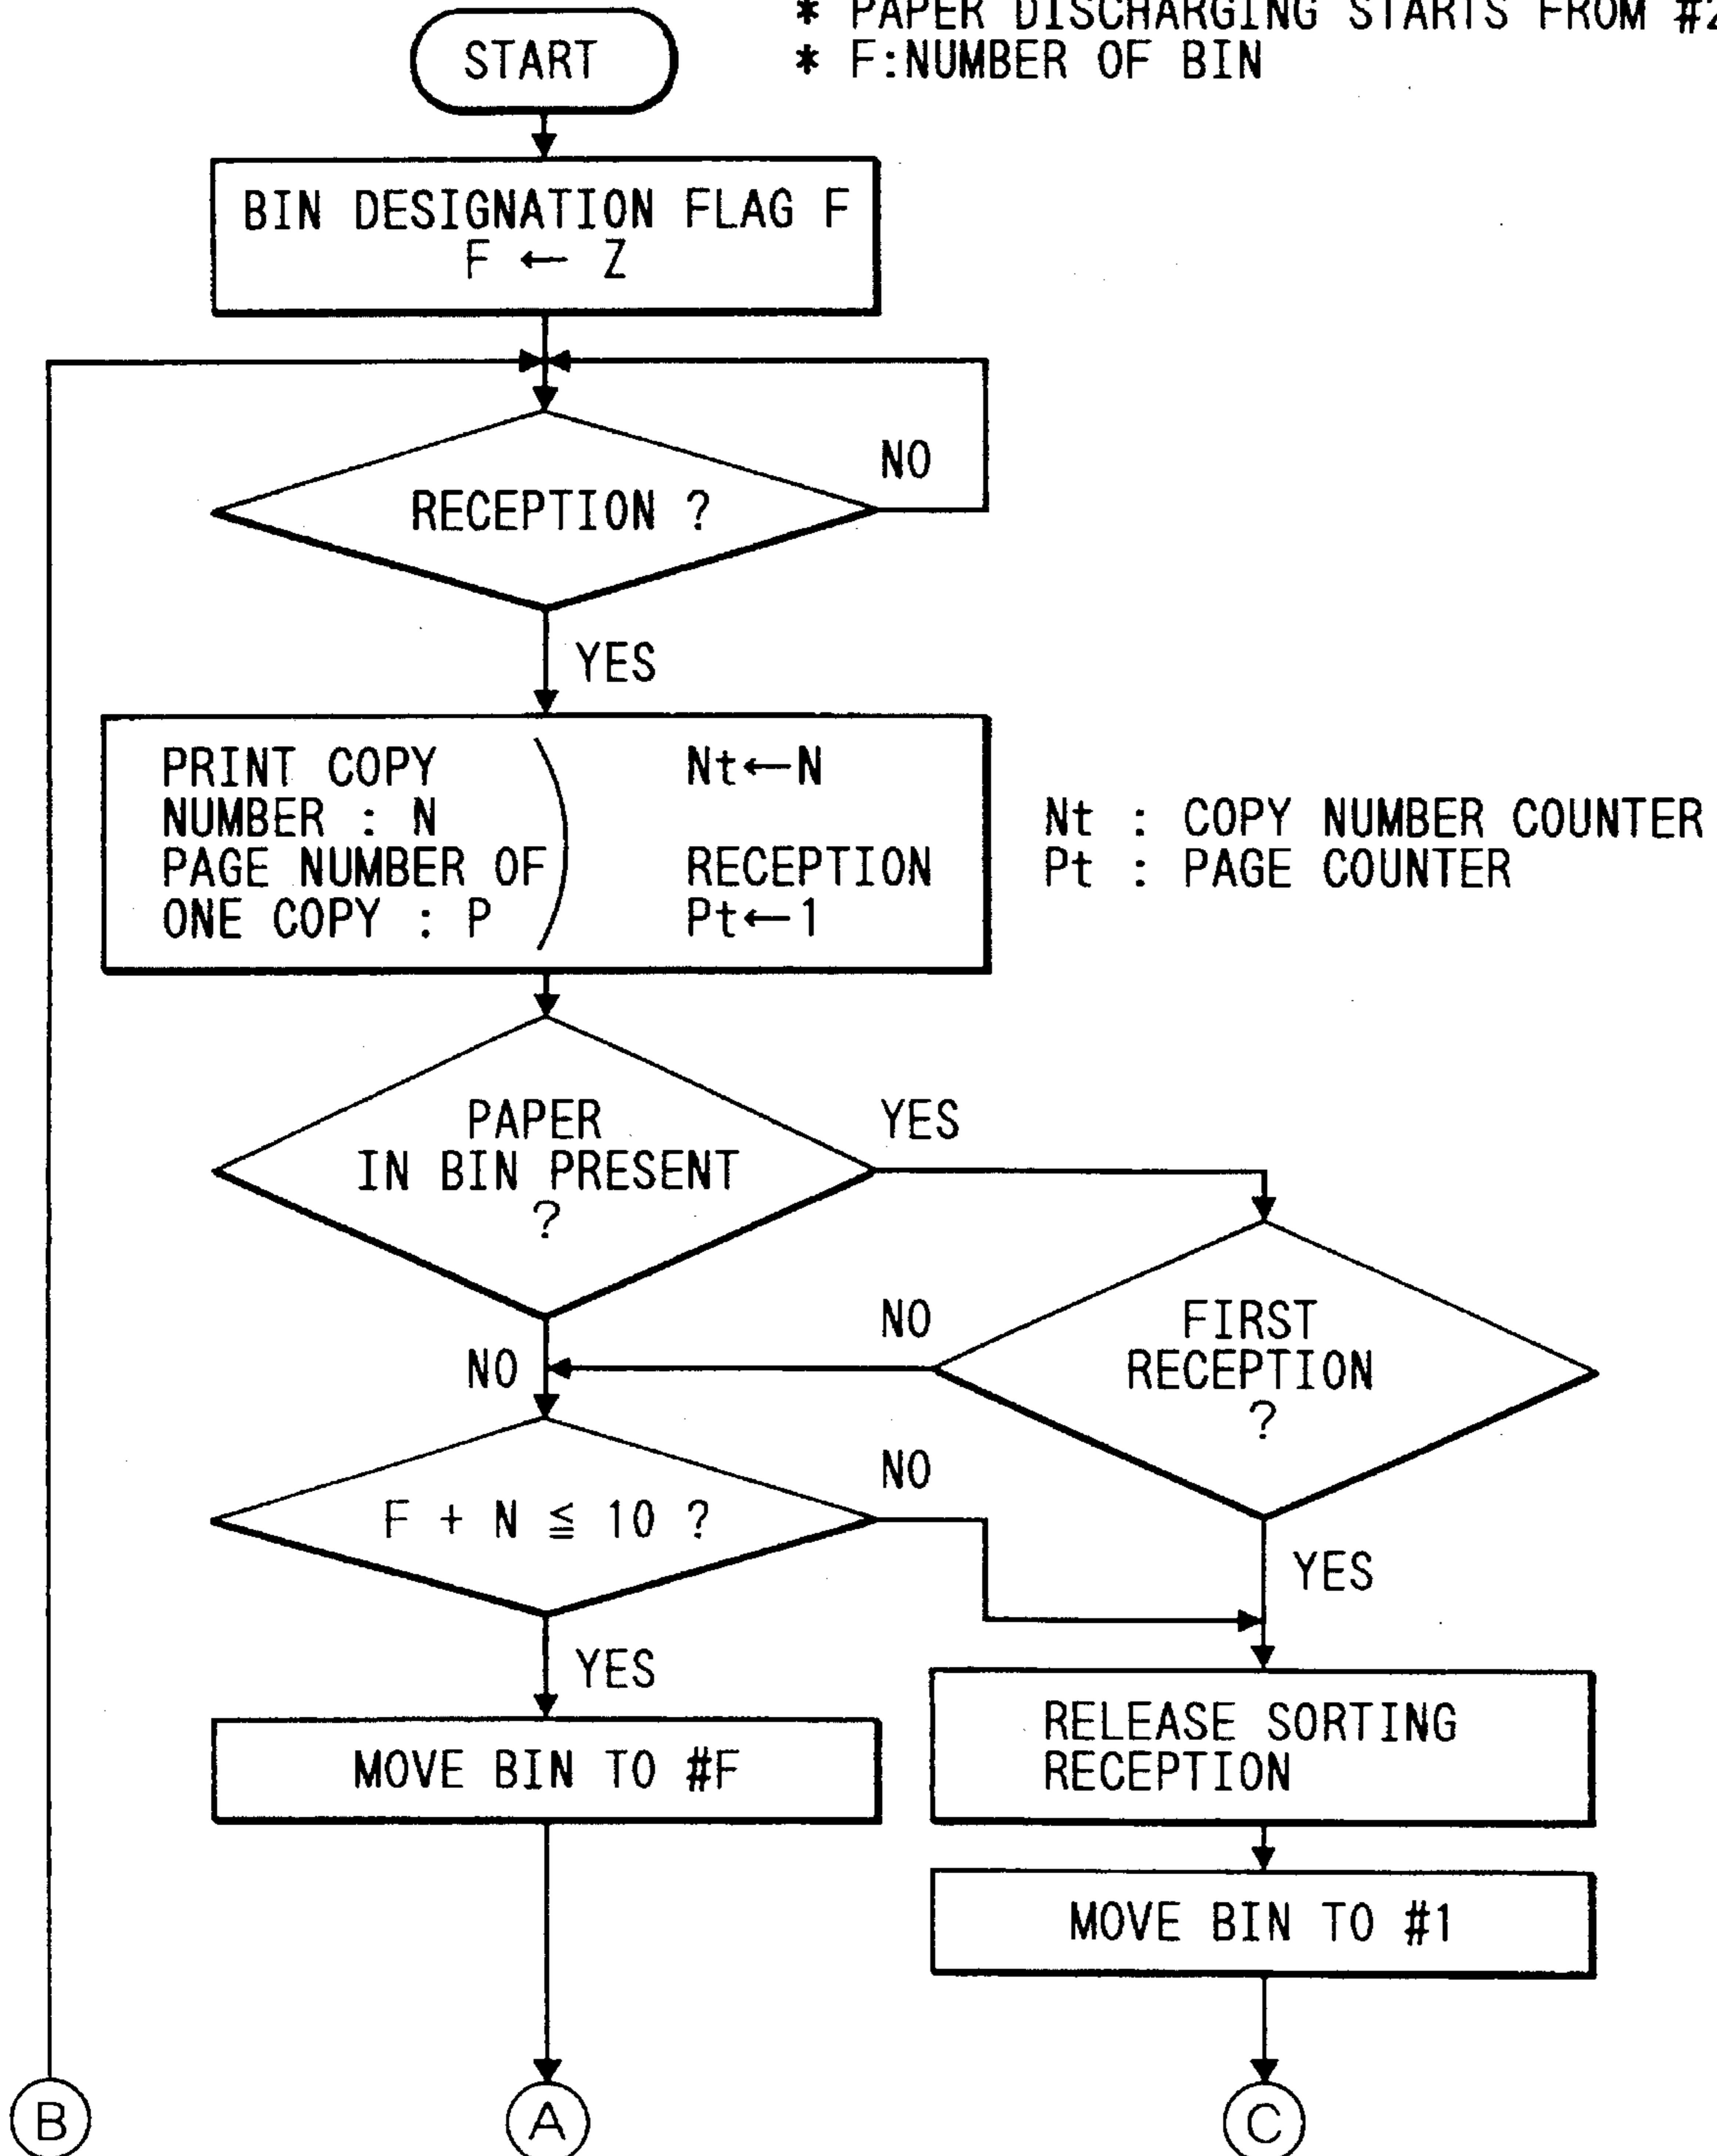 * PAPER DISCHARGING STARTS FROM #2
* F:NUMBER OF BIN
START
BIN DESIGNATION FLAG F
F ← Z
RECEPTION ?
NO
YES
PRINT COPY
NUMBER : N
PAGE NUMBER OF
ONE COPY : P
Nt←N
RECEPTION
Pt←1
Nt : COPY NUMBER COUNTER
Pt : PAGE COUNTER
PAPER
IN BIN PRESENT
?
YES
NO
FIRST
RECEPTION
?
NO
YES
F + N ≦ 10 ?
NO
YES
MOVE BIN TO #F
RELEASE SORTING
RECEPTION
MOVE BIN TO #1
B
A
C